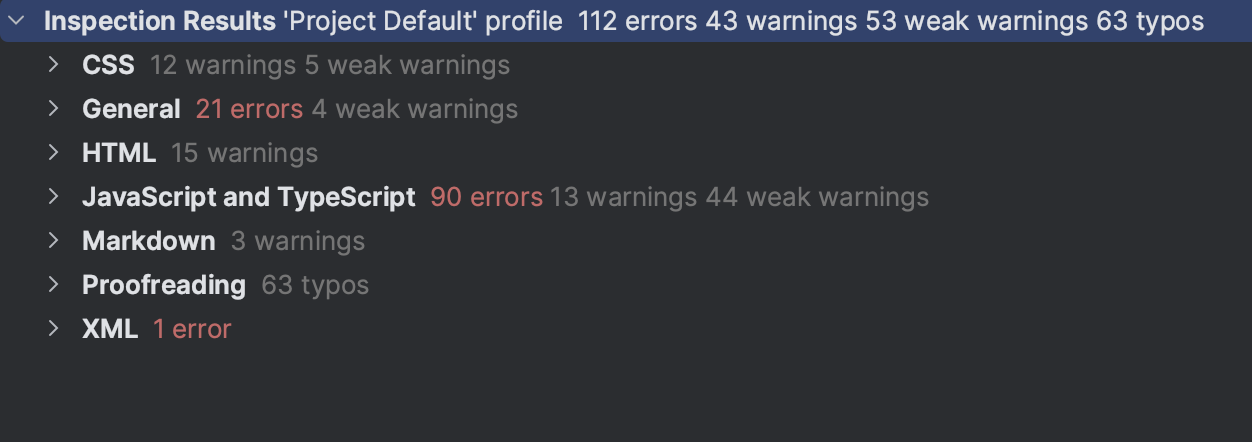 Inspection Results 'Project Default' profile 112 errors 43 warnings 53 weak warnings 63 typos
CSS 12 warnings 5 weak warnings
General 21 errors 4 weak warnings
HTML 15 warnings
JavaScript and TypeScript 90 errors 13 warnings 44 weak warnings
Markdown 3 warnings
Proofreading 63 typos
XML 1 error